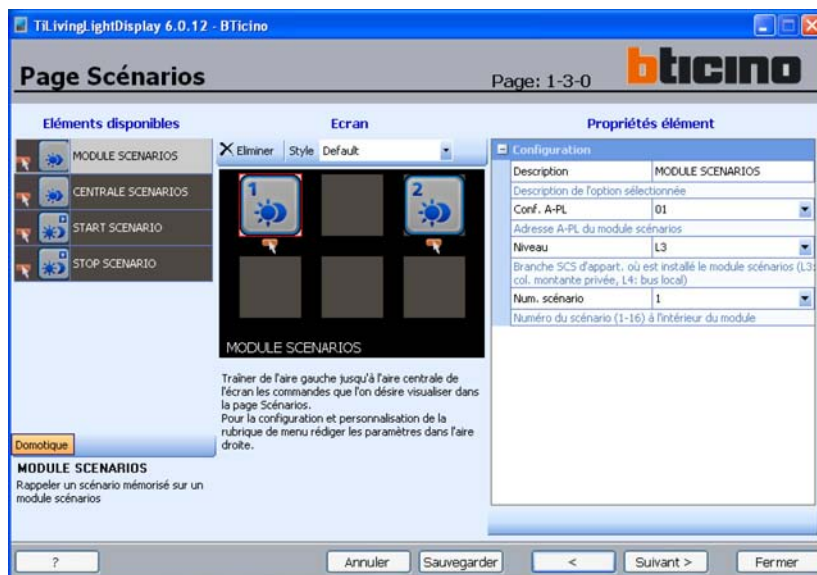 TiLivingLightDisplay 6.0.12 - BTicino
Page Scénarios
Page: 1-3-0
bticino
Eléments disponibles
MODULE SCENARIOS
CENTRALE SCENARIOS
START SCENARIO
STOP SCENARIO
Domotique
MODULE SCENARIOS
Rappeler un scénario mémorisé sur un
module scénarios
Ecran
Eliminer Style Default
1
2
MODULE SCENARIOS
Traîner de l'aire gauche jusqu'à l'aire centrale de
l'écran les commandes que l'on désire visualiser dans
la page Scénarios.
Pour la configuration et personnalisation de la
rubrique de menu rédiger les paramètres dans l'aire
droite.
Propriétés élément
Configuration
Description MODULE SCENARIOS
Description de l'option sélectionnée
Conf. A-PL 01
Adresse A-PL du module scénarios
Niveau L3
Branche SCS d'appart. où est installé le module scénarios (L3:
col. montante privée, L4: bus local)
Num. scénario 1
Numéro du scénario (1-16) à l'intérieur du module
? Annuler Sauvegarder < Suivant > Fermer